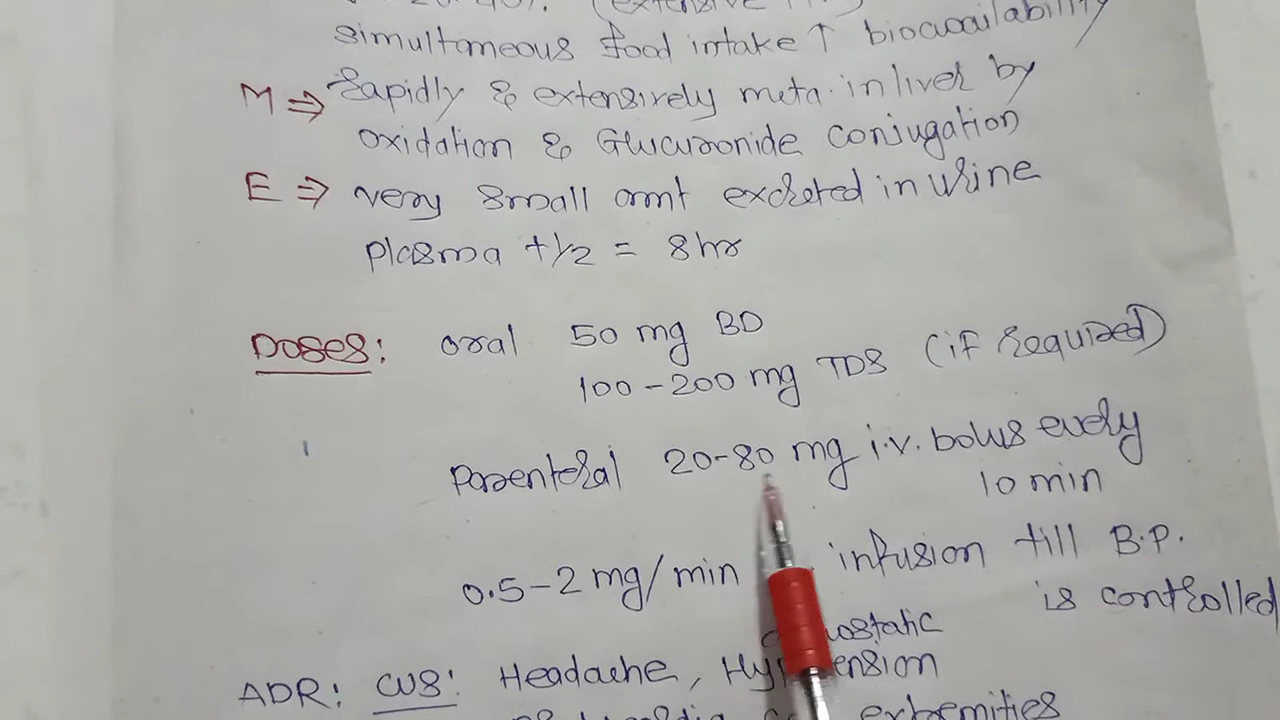 simultaneous food intake ↑ bioavailability
M ⇒ Rapidly & extensively meta. in liver by
oxidation & Glucuronide conjugation
E ⇒ very small amt excreted in urine
Plasma t1/2 = 8 hr
Doses: oral 50 mg BD
100-200 mg TDS (if required)
Parenteral 20-80 mg i.v. bolus every
10 min
0.5-2 mg/min infusion till B.P.
is controlled
ADR: CVS: Headache,
extremities